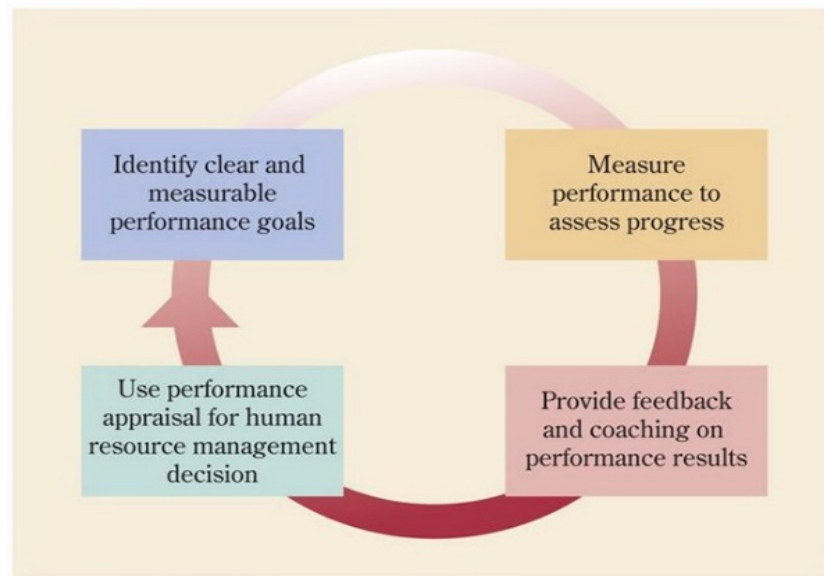 Identify clear and
measurable
performance goals
Measure
performance to
assess progress
Use performance
appraisal for human
resource management
decision
Provide feedback
and coaching on
performance results